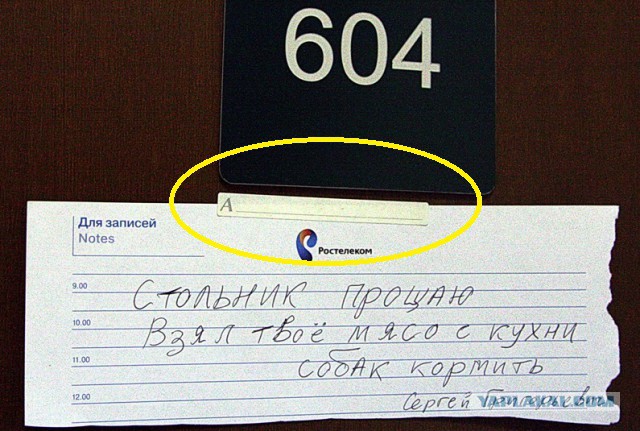 604
А
Для записей
Notes
Ростелеком
9.00
Стольник прощаю
10.00
Взял твоё мясо с кухни
11.00
собак кормить
12.00
Сергей